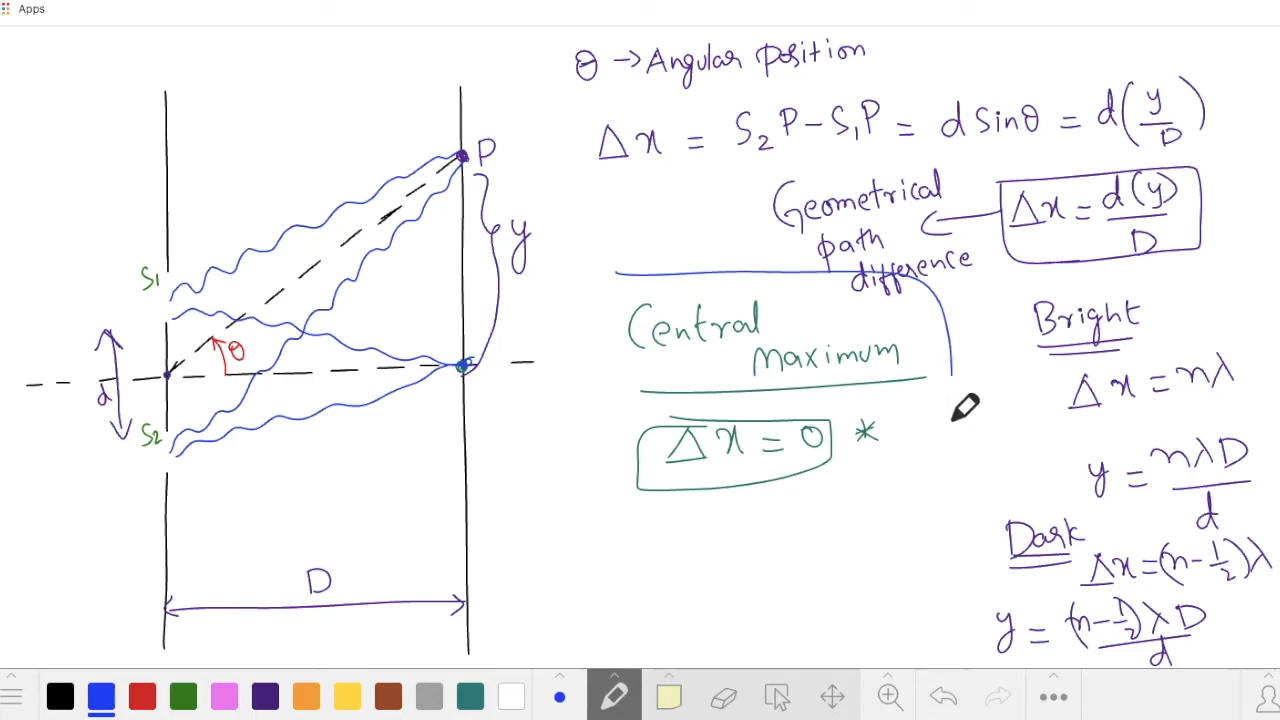 Apps
θ → Angular position
Δx = S₂P − S₁P = d Sinθ = d(y/D)
Geometrical path difference
Δx = d(y)/D
P
y
S1
θ
d
S2
D
Central
maximum
Δx = 0 *
Bright
Δx = nλ
y = nλD/d
Dark
Δx = (n − 1/2)λ
y = (n − 1/2)λD/d